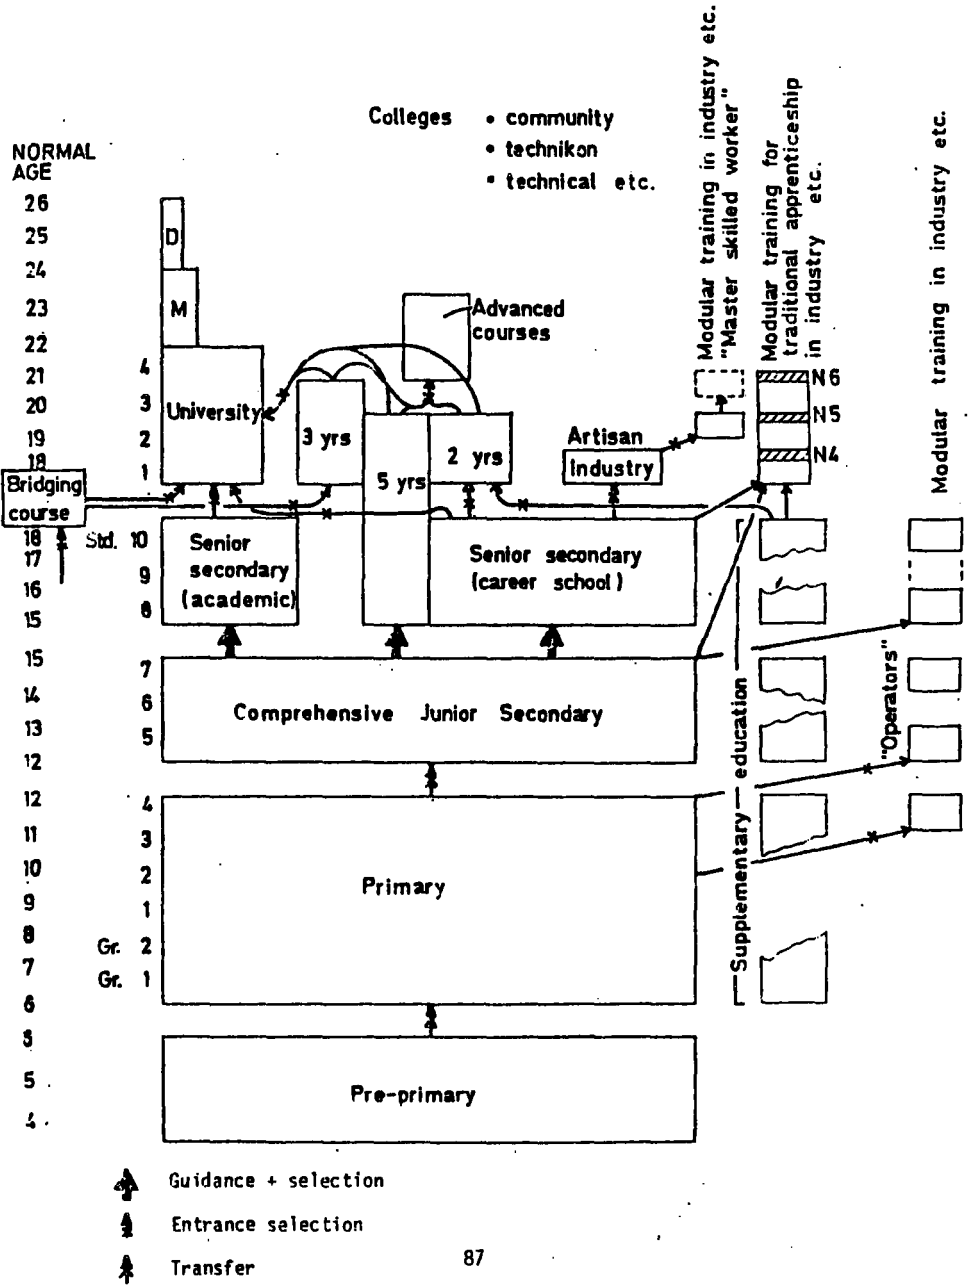 Colleges • community
• technikon
• technical etc.
Modular training in industry etc.
"Master skilled worker"
Modular training for
traditional apprenticeship
in industry etc.
Modular training in industry etc.
NORMAL
AGE
26
25
24
23
22
21
20
19
18
Bridging
course
18
17
16
15
15
14
13
12
12
11
10
9
8
7
6
5
5
4
D
M
4
3
2
1
University
3 yrs
5 yrs
2 yrs
Advanced
courses
Artisan
Industry
N6
N5
N4
Std. 10
9
8
Senior
secondary
(academic)
Senior secondary
(career school)
7
6
5
Comprehensive Junior Secondary
4
3
2
1
Gr. 2
Gr. 1
Primary
Pre-primary
Supplementary education
"Operators"
Guidance + selection
Entrance selection
Transfer
87